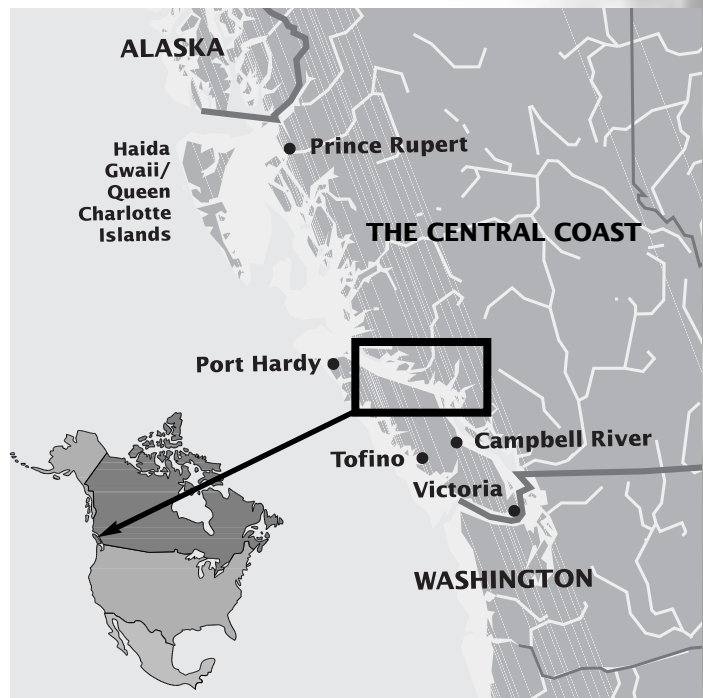 ALASKA
Prince Rupert
Haida
Gwaii/
Queen
Charlotte
Islands
THE CENTRAL COAST
Port Hardy
Campbell River
Tofino
Victoria
WASHINGTON